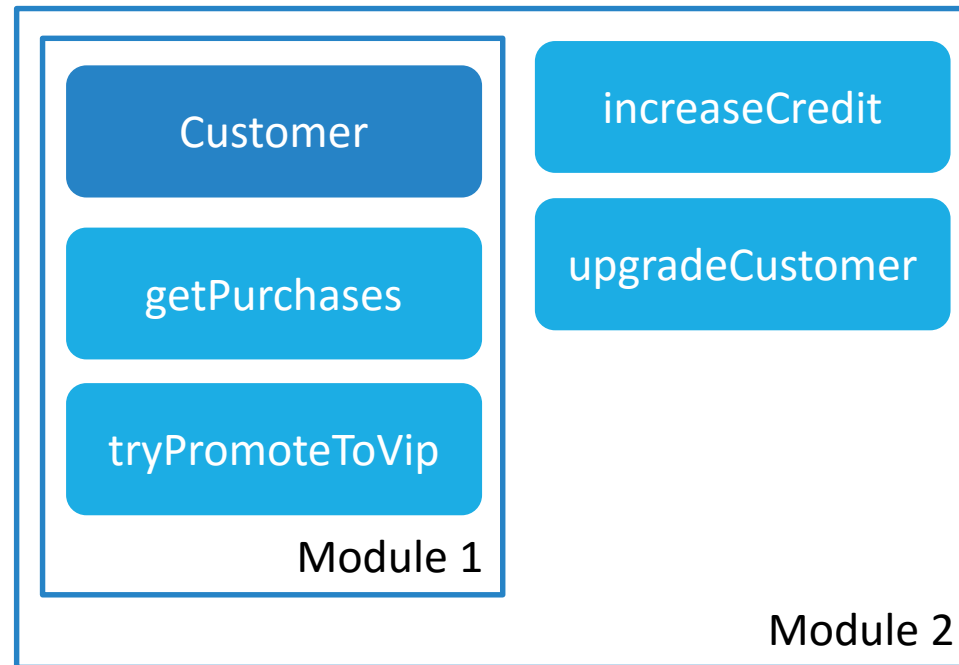 Customer
getPurchases
tryPromoteToVip
Module 1
increaseCredit
upgradeCustomer
Module 2